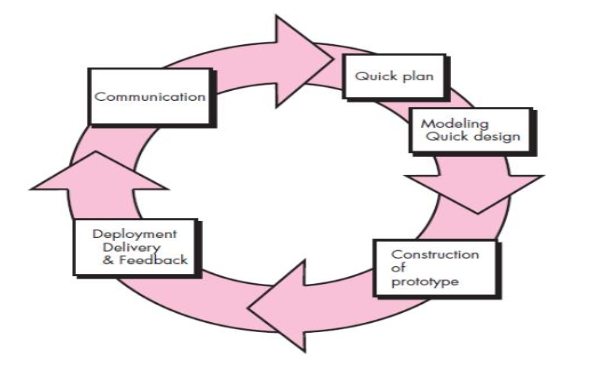 Communication
Quick plan
Modeling
Quick design
Construction
of
prototype
Deployment
Delivery
& Feedback